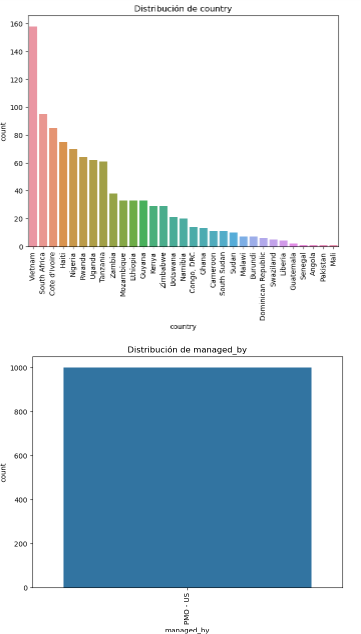 Distribución de country
160
140
120
100
80
60
40
20
0
count
Vietnam
South Africa
Cote d'Ivoire
Haiti
Nigeria
Rwanda
Uganda
Tanzania
Zambia
Mozambique
Ethiopia
Guyana
Kenya
Zimbabwe
Botswana
Namibia
Congo, DRC
Ghana
Cameroon
South Sudan
Sudan
Malawi
Burundi
Dominican Republic
Swaziland
Liberia
Guatemala
Senegal
Angola
Pakistan
Mali
country
Distribución de managed_by
1000
800
600
400
200
0
count
PMO - US
managed_by